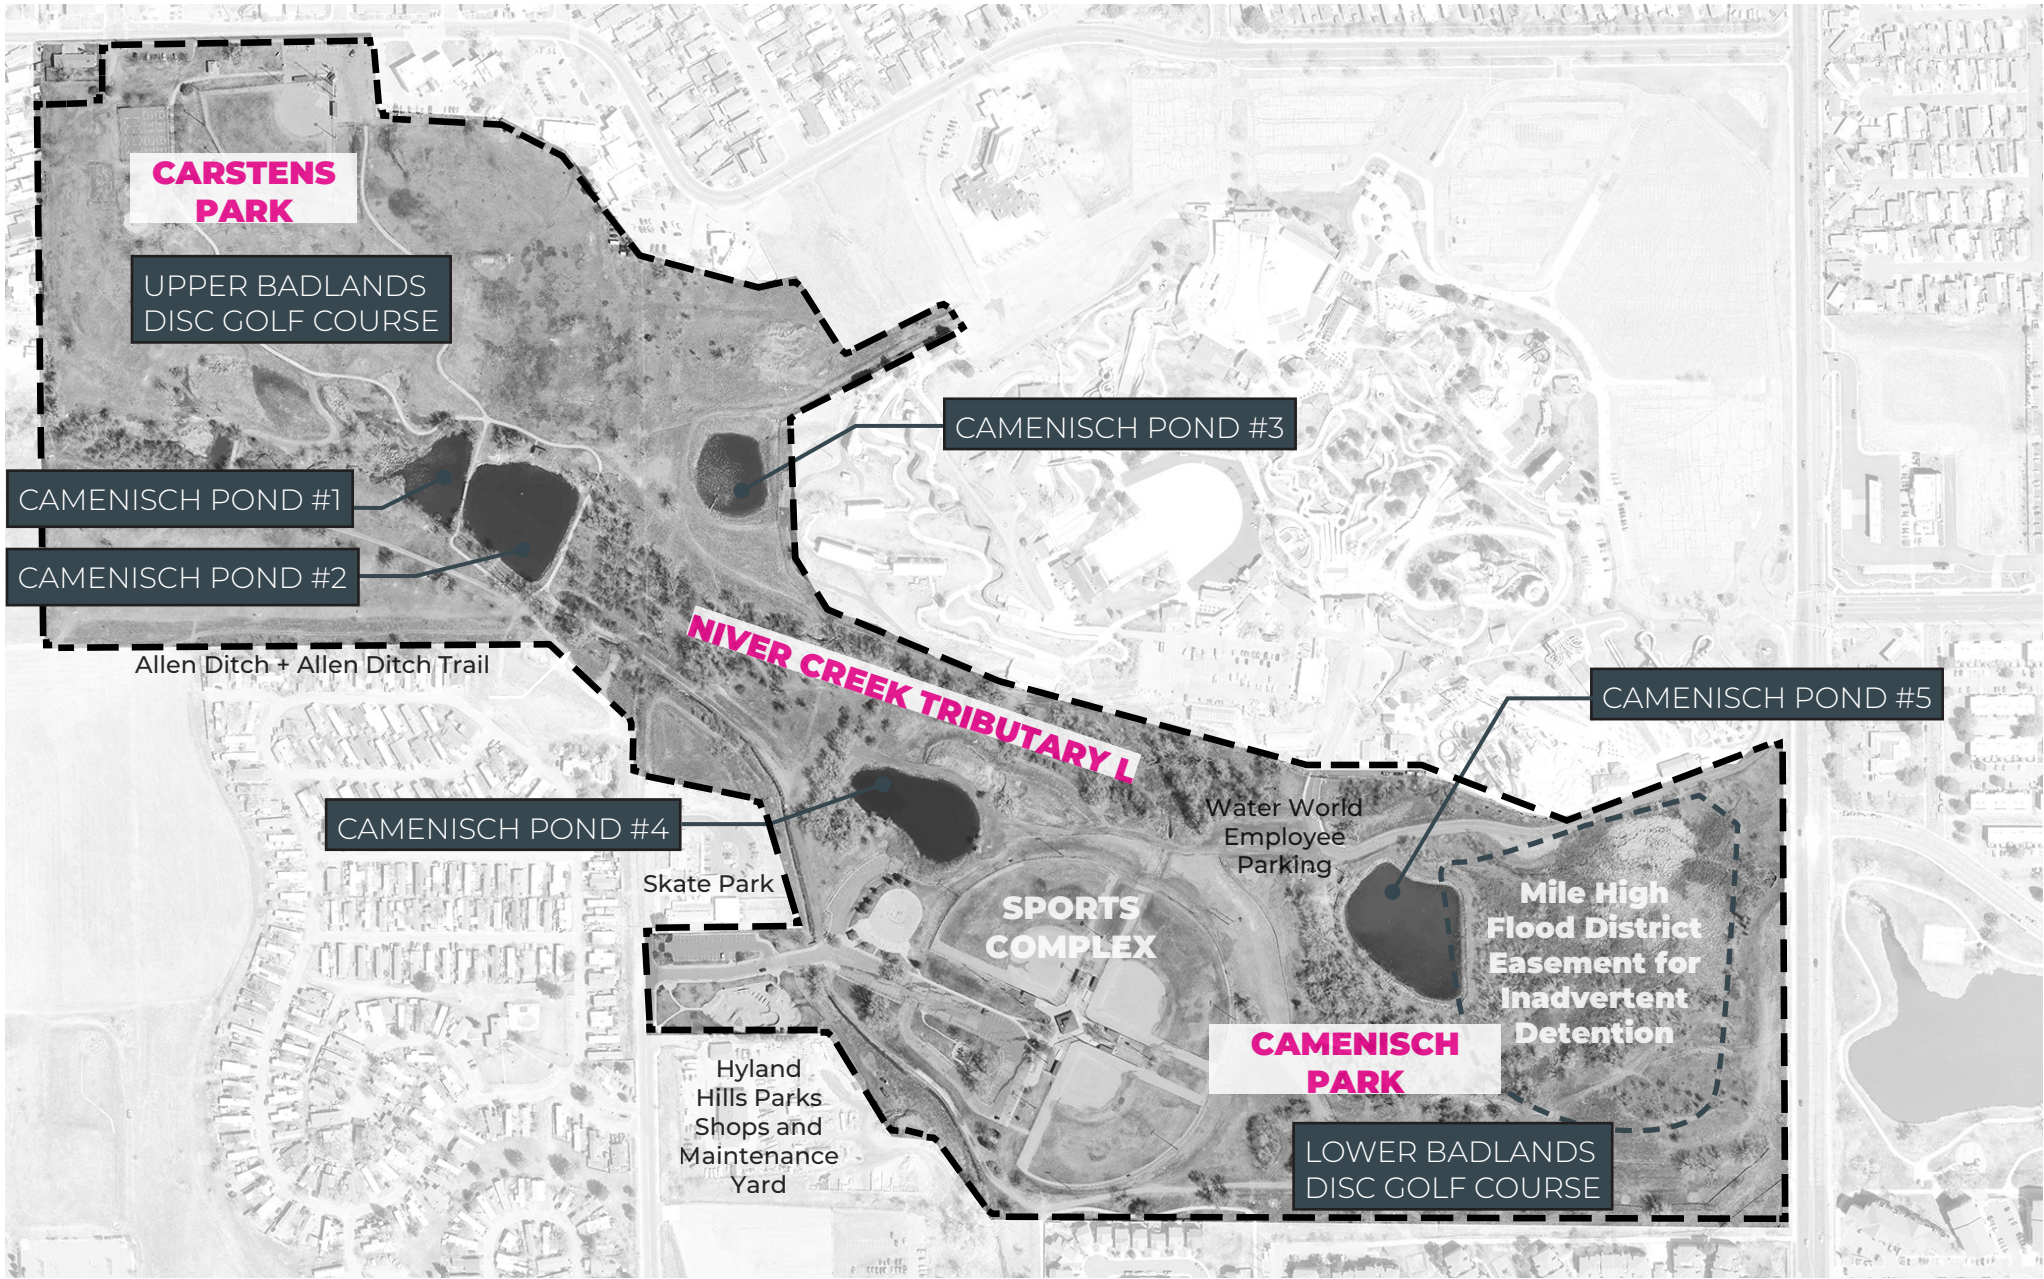 CARSTENS
PARK
UPPER BADLANDS
DISC GOLF COURSE
CAMENISCH POND #3
CAMENISCH POND #1
CAMENISCH POND #2
NIVER CREEK TRIBUTARY L
Allen Ditch + Allen Ditch Trail
CAMENISCH POND #5
CAMENISCH POND #4
Water World
Employee
Parking
Skate Park
SPORTS
COMPLEX
Mile High
Flood District
Easement for
Inadvertent
Detention
CAMENISCH
PARK
Hyland
Hills Parks
Shops and
Maintenance
Yard
LOWER BADLANDS
DISC GOLF COURSE